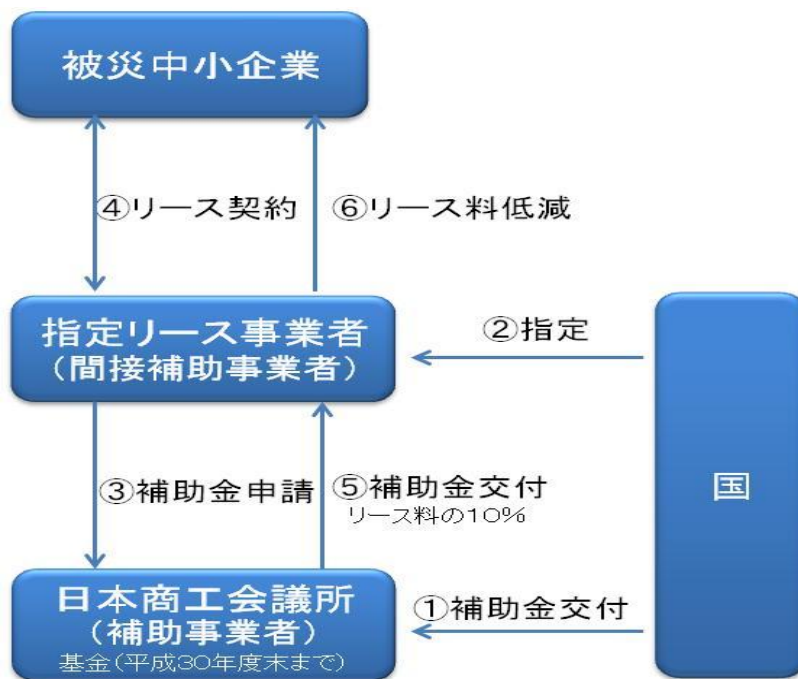 被災中小企業
④リース契約
⑥リース料低減
指定リース事業者
(間接補助事業者)
②指定
国
③補助金申請
⑤補助金交付
リース料の10%
日本商工会議所
(補助事業者)
基金(平成30年度末まで)
①補助金交付